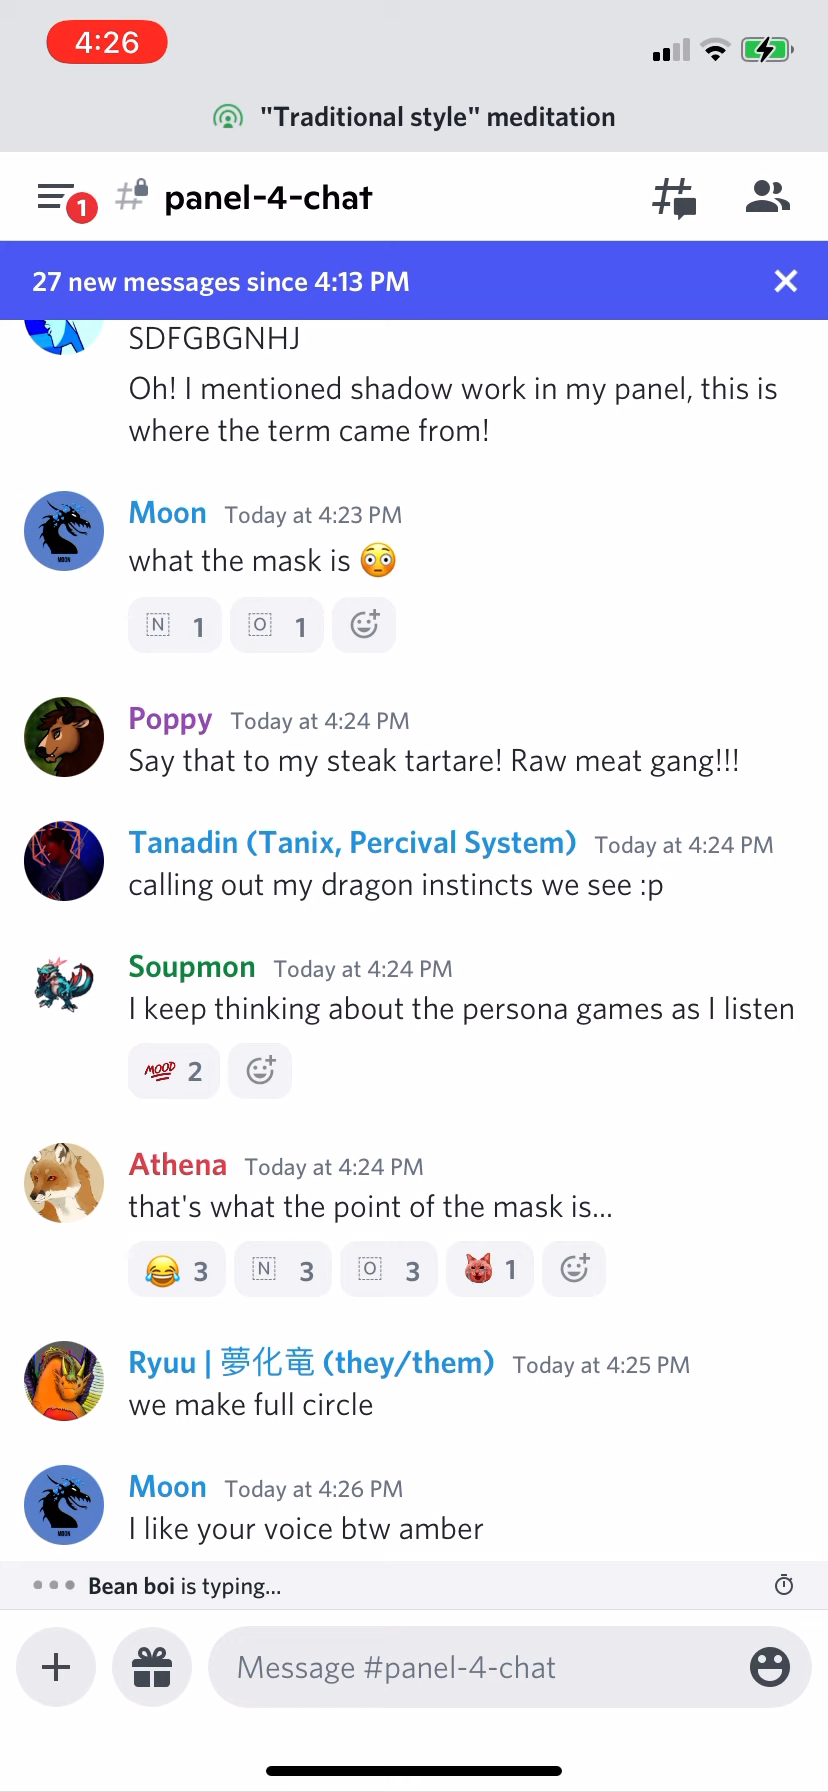 4:26
"Traditional style" meditation
1
panel-4-chat
27 new messages since 4:13 PM
SDFGBGNHJ
Oh! I mentioned shadow work in my panel, this is
where the term came from!
Moon Today at 4:23 PM
what the mask is 😳
N 1 O 1
Poppy Today at 4:24 PM
Say that to my steak tartare! Raw meat gang!!!
Tanadin (Tanix, Percival System) Today at 4:24 PM
calling out my dragon instincts we see :p
Soupmon Today at 4:24 PM
I keep thinking about the persona games as I listen
MOOD 2
Athena Today at 4:24 PM
that's what the point of the mask is...
😂 3 N 3 O 3 1
Ryuu | 夢化竜 (they/them) Today at 4:25 PM
we make full circle
Moon Today at 4:26 PM
MOON
I like your voice btw amber
Bean boi is typing...
Message #panel-4-chat